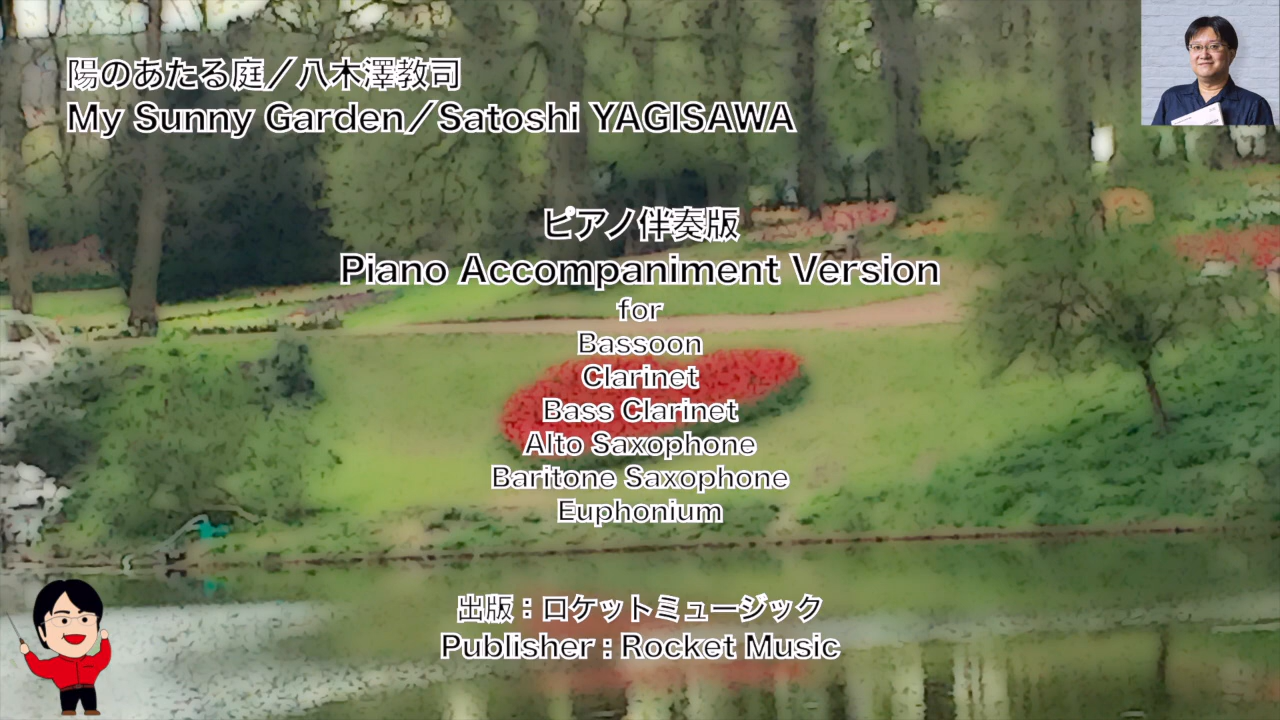 陽のあたる庭／八木澤教司
My Sunny Garden／Satoshi YAGISAWA
ピアノ伴奏版
Piano Accompaniment Version
for
Bassoon
Clarinet
Bass Clarinet
Alto Saxophone
Baritone Saxophone
Euphonium
出版：ロケットミュージック
Publisher : Rocket Music